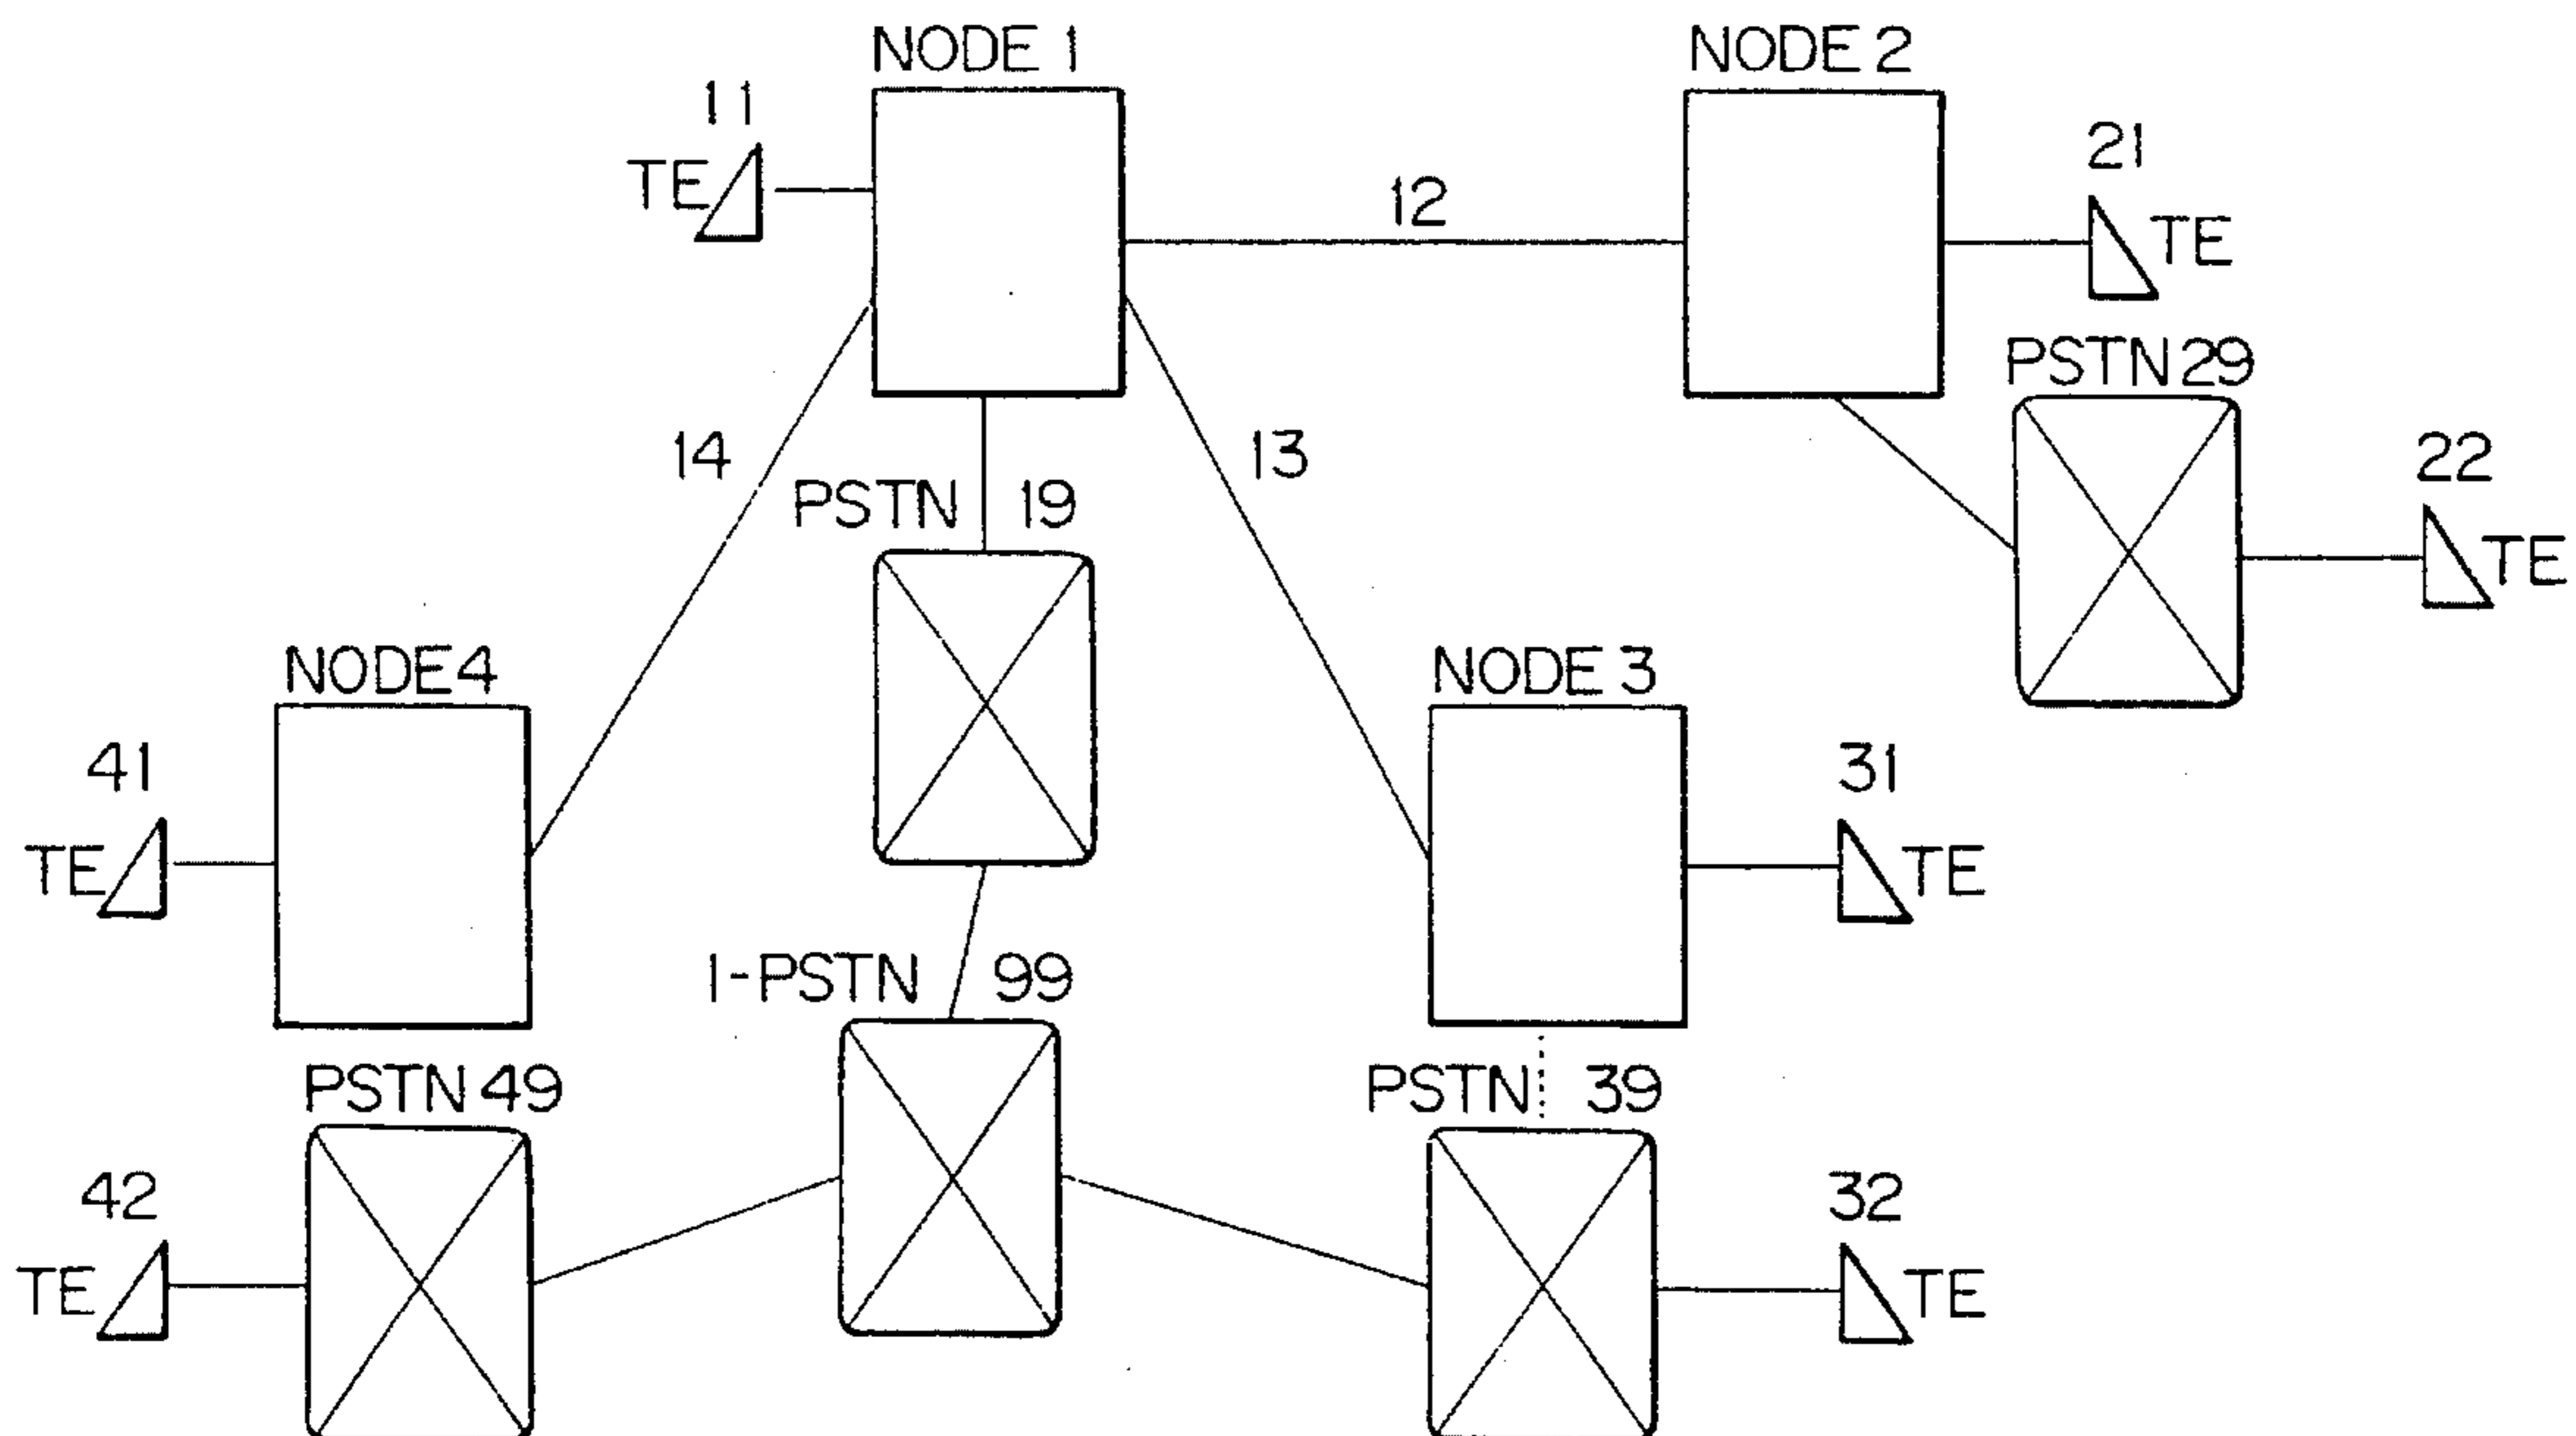 NODE 1
NODE 2
11
TE
12
21
TE
PSTN 29
14
13
22
TE
PSTN 19
NODE 4
NODE 3
41
TE
31
TE
1-PSTN 99
PSTN 49
PSTN 39
42
TE
32
TE